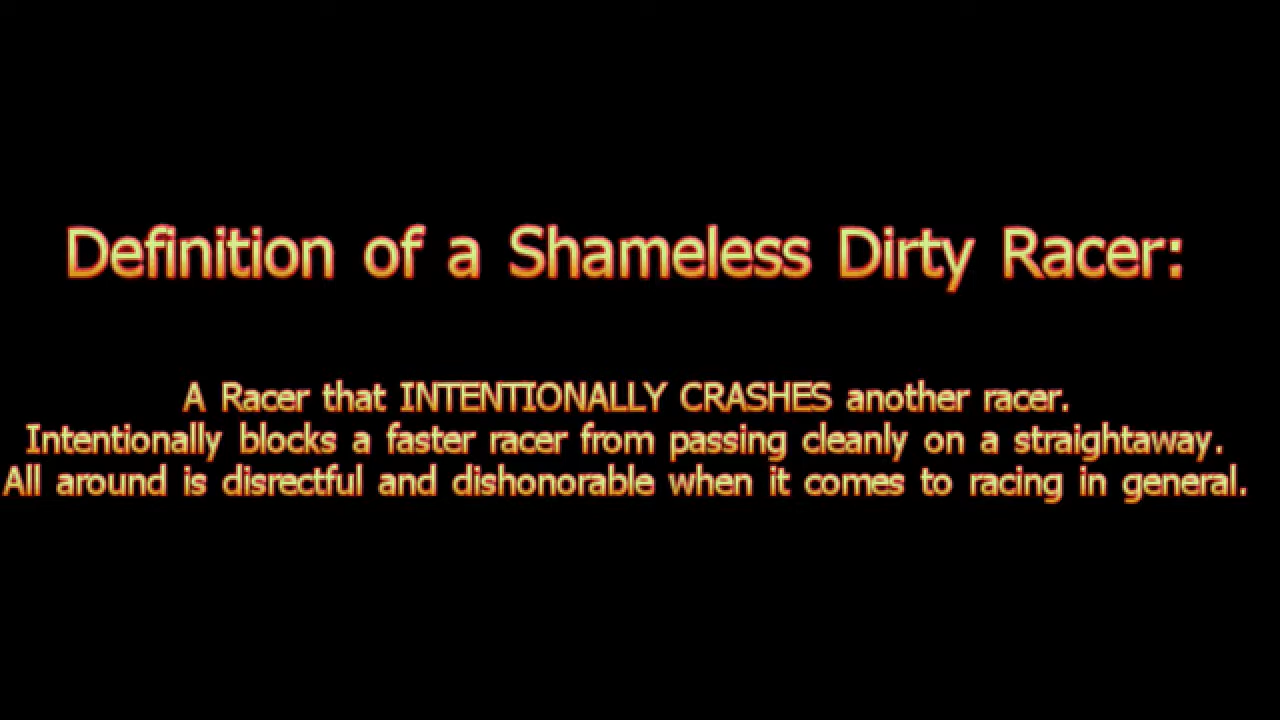 Definition of a Shameless Dirty Racer:
A Racer that INTENTIONALLY CRASHES another racer.
Intentionally blocks a faster racer from passing cleanly on a straightaway.
All around is disrectful and dishonorable when it comes to racing in general.